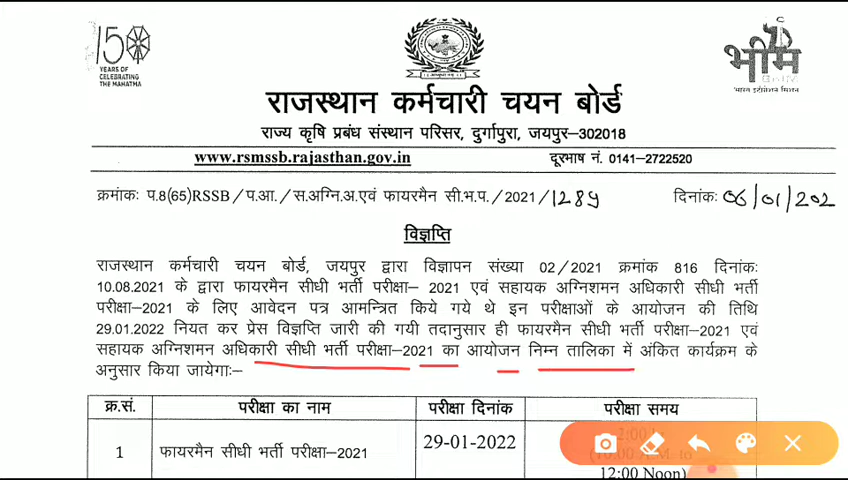 150
YEARS OF
CELEBRATING
THE MAHATMA
भीम
भारत इंटीग्रेशन मिशन
राजस्थान कर्मचारी चयन बोर्ड
राज्य कृषि प्रबंध संस्थान परिसर, दुर्गापुरा, जयपुर–302018
www.rsmssb.rajasthan.gov.in दूरभाष नं. 0141-2722520
क्रमांकः प.8(65)RSSB/प.आ./स.अग्नि.अ.एवं फायरमैन सी.भ.प./2021/1289 दिनांकः 06/01/202
विज्ञप्ति
राजस्थान कर्मचारी चयन बोर्ड, जयपुर द्वारा विज्ञापन संख्या 02/2021 क्रमांक 816 दिनांकः
10.08.2021 के द्वारा फायरमैन सीधी भर्ती परीक्षा– 2021 एवं सहायक अग्निशमन अधिकारी सीधी भर्ती
परीक्षा–2021 के लिए आवेदन पत्र आमन्त्रित किये गये थे इन परीक्षाओं के आयोजन की तिथि
29.01.2022 नियत कर प्रेस विज्ञप्ति जारी की गयी तदानुसार ही फायरमैन सीधी भर्ती परीक्षा–2021 एवं
सहायक अग्निशमन अधिकारी सीधी भर्ती परीक्षा–2021 का आयोजन निम्न तालिका में अंकित कार्यक्रम के
अनुसार किया जायेगाः–
क्र.सं. परीक्षा का नाम परीक्षा दिनांक परीक्षा समय
1 फायरमैन सीधी भर्ती परीक्षा–2021 29-01-2022
12:00 Noon)